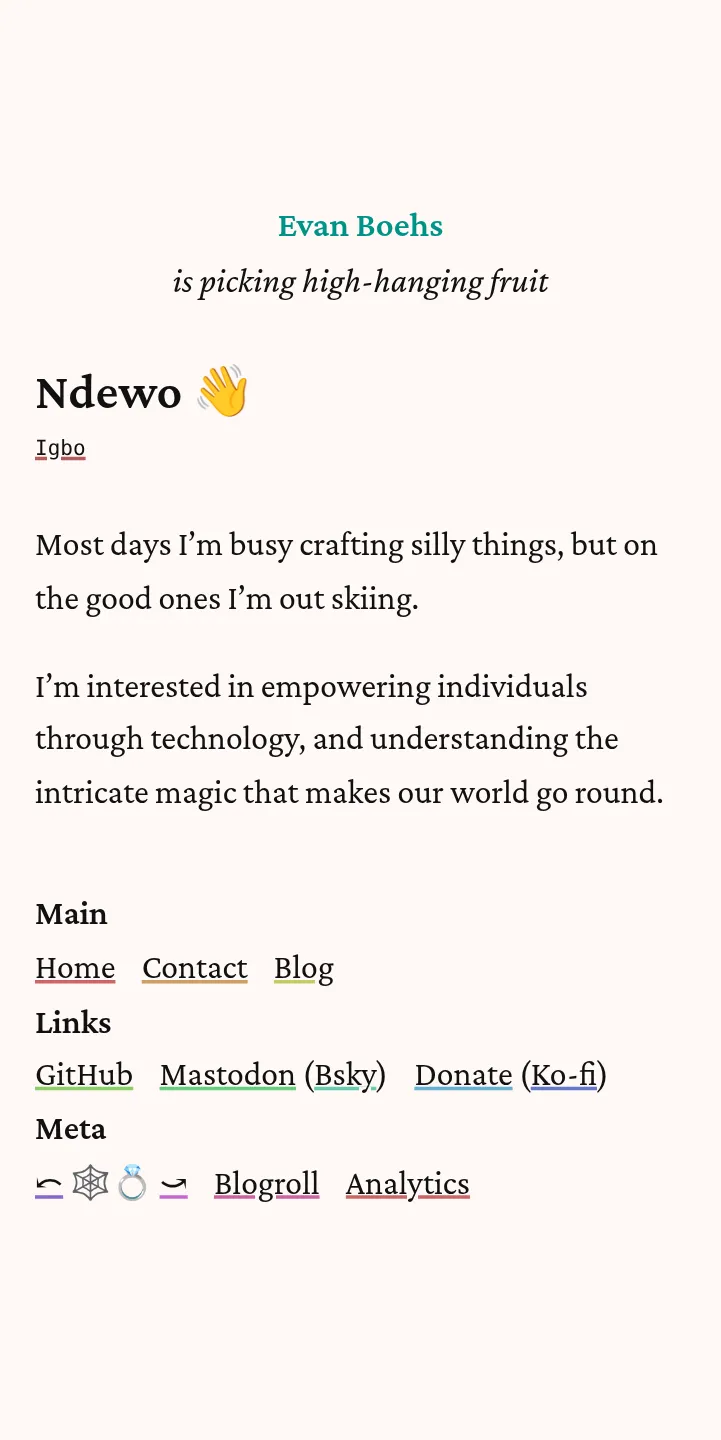 Evan Boehs
is picking high-hanging fruit
Ndewo 👋
Igbo
Most days I’m busy crafting silly things, but on
the good ones I’m out skiing.
I’m interested in empowering individuals
through technology, and understanding the
intricate magic that makes our world go round.
Main
Home Contact Blog
Links
GitHub Mastodon (Bsky) Donate (Ko-fi)
Meta
⤺ 🕸️💍 ⤻ Blogroll Analytics